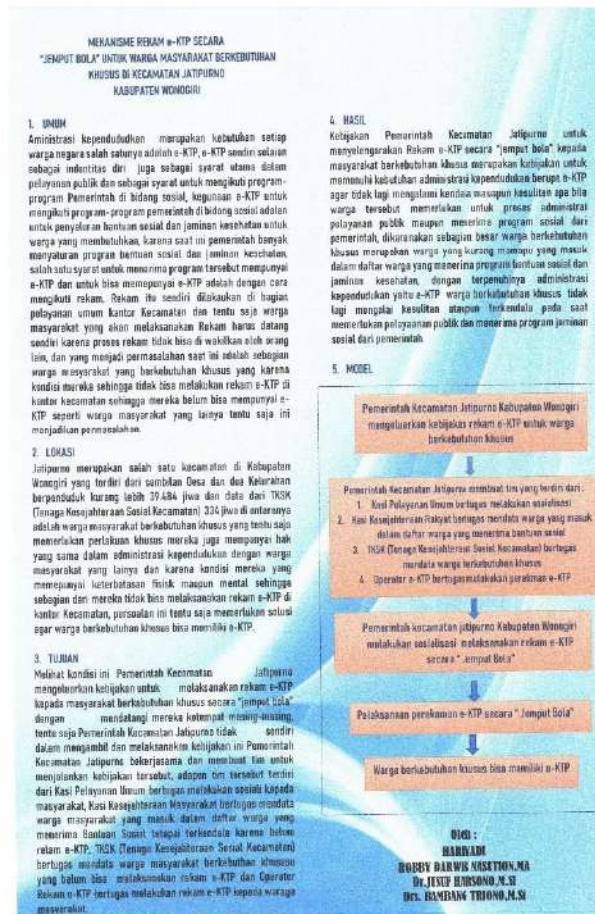 MEKANISME REKAM e-KTP SECARA
"JEMPUT BOLA" UNTUK WARGA MASYARAKAT BERKEBUTUHAN
KHUSUS DI KECAMATAN JATIPURNO
KABUPATEN WONOGIRI
1. UMUM
Aministrasi kependudukan merupakan kebutuhan setiap
warga negara salah satunya adalah e-KTP, e-KTP sendiri selaian
sebagai indentitas diri juga sebagai syarat utama dalam
pelayanan publik dan sebagai syarat untuk mengikuti program-
program Pemerintah di bidang sosial, kegunaan e-KTP untuk
mengikuti program-program pemerintah di bidang sosial adalan
untuk penyaluran bantuan sosial dan jaminan kesehatan untuk
warga yang membutuhkan, karena saat ini pemerintah banyak
menyaluran program bantuan sosial dan jaminan kesehatan,
salah satu syarat untuk menerima program tersebut mempunyai
e-KTP dan untuk bisa memepunyai e-KTP adalah dengan cara
mengikuti rekam. Rekam itu sendiri dilakukan di bagian
pelayanan umum kantor Kecamatan dan tentu saja warga
masyarakat yang akan melaksanakan Rekam harus datang
sendiri karena proses rekam tidak bisa di wakilkan oleh orang
lain, dan yang menjadi permasalahan saat ini adalah sebagian
warga masyarakat yang berkebutuhan khusus yang karena
kondisi mereka sehingga tidak bisa melakukan rekam e-KTP di
kantor kecamatan sehingga mereka belum bisa mempunyai e-
KTP seperti warga masyarakat yang lainya tentu saja ini
menjadikan permasalahan.
2. LOKASI
Jatipurno merupakan salah satu kecamatan di Kabupaten
Wonogiri yang terdiri dari sembilan Desa dan dua Kelurahan
berpenduduk kurang lebih 39.484 jiwa dan data dari TKSK
(Tenaga Kesejahteraan Sosial Kecamatan) 334 jiwa di antaranya
adalah warga masyarakat berkebutuhan khusus yang tentu saja
memerlukan perlakuan khusus mereka juga mempunyai hak
yang sama dalam administrasi kependudukan dengan warga
masyarakat yang lainya dan karena kondisi mereka yang
memepunyai keterbatasan fisisk maupun mental sehingga
sebagian dari mereka tidak bisa melaksanakan rekam e-KTP di
kantor Kecamatan, persoalan ini tentu saja memerlukan solusi
agar warga berkebutuhan khusus bisa memiliki e-KTP.
3. TUJUAN
Melihat kondisi ini Pemerintah Kecamatan Jatipurno
mengeluarkan kebijakan untuk melaksanakan rekam e-KTP
kepada masyarakat berkebutuhan khusus secara "jemput bola"
dengan mendatangi mereka ketempat masing-masing,
tentu saja Pemerintah Kecamatan Jatipurno tidak sendiri
dalam mengambil dan melaksanakan kebijakan ini Pemerintah
Kecamatan Jatipurno bekerjasama dan membuat tim untuk
menjalankan kebijakan tersebut, adapun tim tersebut terdiri
dari Kasi Pelayanan Umum bertugas melakukan sosiali kepada
masyarakat, Kasi Kesejahteraan Masyarakat bertugas mendata
warga masyarakat yang masuk dalam daftar warga yang
menerima Bantuan Sosail tetapai terkendala karena belum
relam e-KTP, TKSK (Tenaga Kesejahteraan Sosial Kecamatan)
bertugas mendata warga masyarakat berkebuthan khusus
yang belum bisa melaksanakan rekam e-KTP dan Operator
Rekam e-KTP bertugas melakukan rekam e-KTP kepada waraga
masyarakat.
4. HASIL
Kebijakan Pemerintah Kecamatan Jatipurno untuk
menyelengarakan Rekam e-KTP secara "jemput bola" kepada
masyarakat berkebutuhan khusus merupakan kebijakan untuk
memenuhi kebutuhan administrasi kependudukan berupa e-KTP
agar tidak lagi mengalami kendala maupun kesulitan apa bila
warga tersebut memerlukan untuk proses administrasi
pelayanan publik maupun menerima program sosial dari
pemerintah, dikarenakan sebagian besar warga berkebutuhan
khusus merupakan warga yang kurang mamapu yang masuk
dalam daftar warga yang menerima program bantuan sosial dan
jaminan kesehatan, dengan terpenuhinya administrasi
kependudukan yaitu e-KTP warga berkebutuhan khusus tidak
lagi mengalai kesulitan ataupun terkendala pada saat
memerlukan pelayaanan publik dan menerima program jaminan
sosial dari pemerintah
5. MODEL
Pemerintah Kecamatan Jatipurno Kabupaten Wonogiri
mengeluarkan kebijakas rekam e-KTP untuk warga
berkebutuhan khusus
Pemerintah Kecamatan Jatipurno membuat tim yang terdiri dari :
1. Kasi Pelayanan Umum bertugas melakukan sosialisasi
2. Kasi Kesejahteraan Rakyat bertugas mendata warga yang masuk
dalam daftar warga yang menerima bantuan sosial
3. TKSK (Tenaga Kesejahteraan Sosial Kecamatan) bertugas
mendata warga berkebutuhan khusus
4. Operator e-KTP bertugas melakukan perekman e-KTP
Pemerintah kecamatan jatipurno Kabupaten Wonogiri
melakukan sosialisasi melaksanakan rekam e-KTP
secara " Jemput Bola"
Pelaksanaan perekaman e-KTP secara " Jemput Bola"
Warga berkebutuhan khusus bisa memiliki e-KTP
Oleh :
HARIYADI
ROBBY DARWIS NASUTION,MA
Dr.JUSUF HARSONO,M.SI
Drs. BAMBANG TRIONO,M.Si